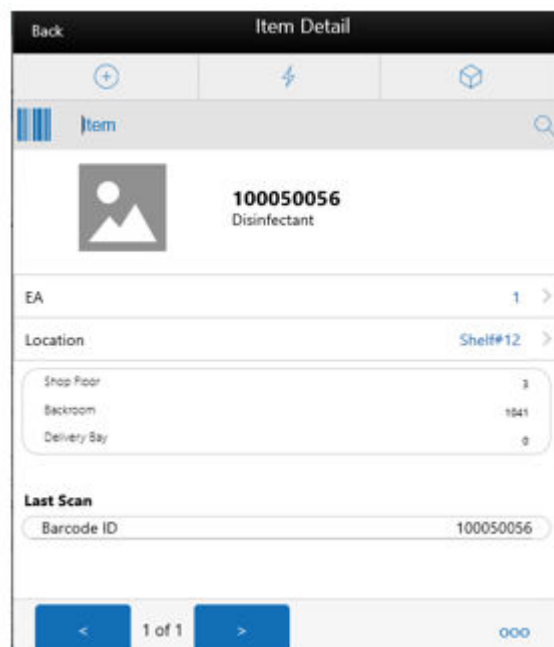 Back Item Detail
Item
100050056
Disinfectant
EA 1 >
Location Shelf#12 >
Shop Floor 3
Backroom 1041
Delivery Bay 0
Last Scan
Barcode ID 100050056
< 1 of 1 > ooo